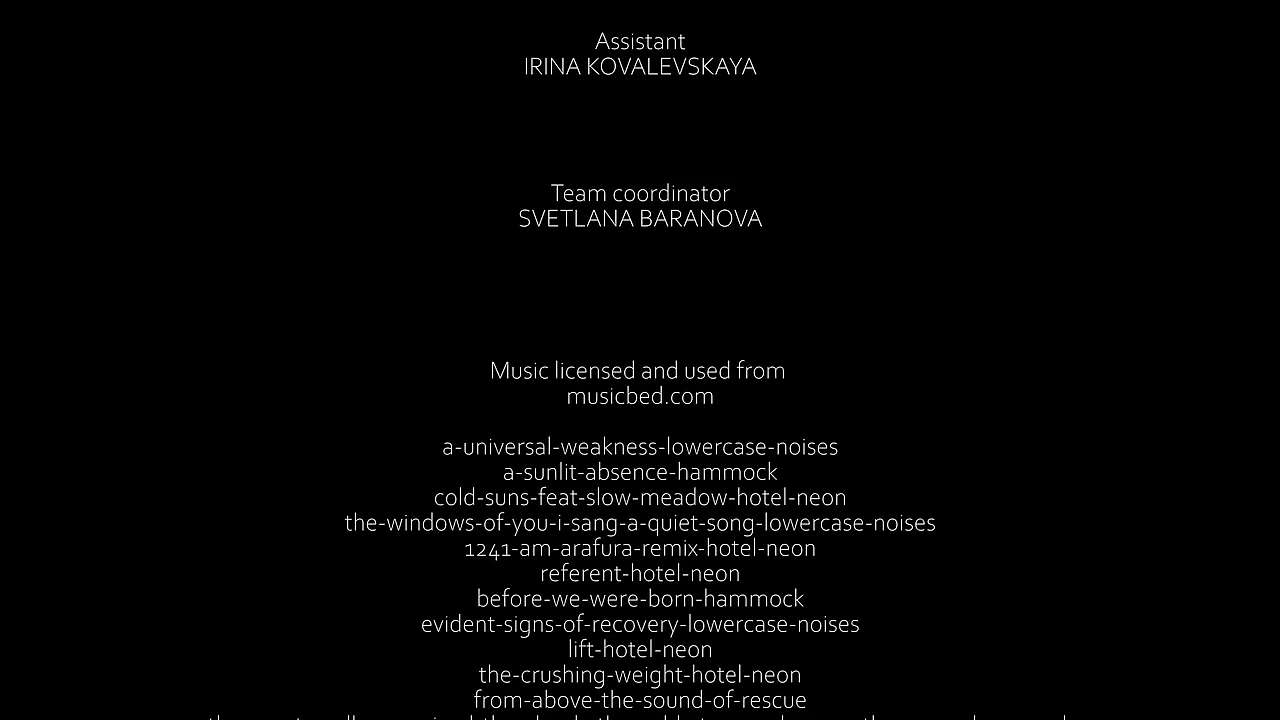 Assistant
IRINA KOVALEVSKAYA
Team coordinator
SVETLANA BARANOVA
Music licensed and used from
musicbed.com
a-universal-weakness-lowercase-noises
a-sunlit-absence-hammock
cold-suns-feat-slow-meadow-hotel-neon
the-windows-of-you-i-sang-a-quiet-song-lowercase-noises
1241-am-arafura-remix-hotel-neon
referent-hotel-neon
before-we-were-born-hammock
evident-signs-of-recovery-lowercase-noises
lift-hotel-neon
the-crushing-weight-hotel-neon
from-above-the-sound-of-rescue